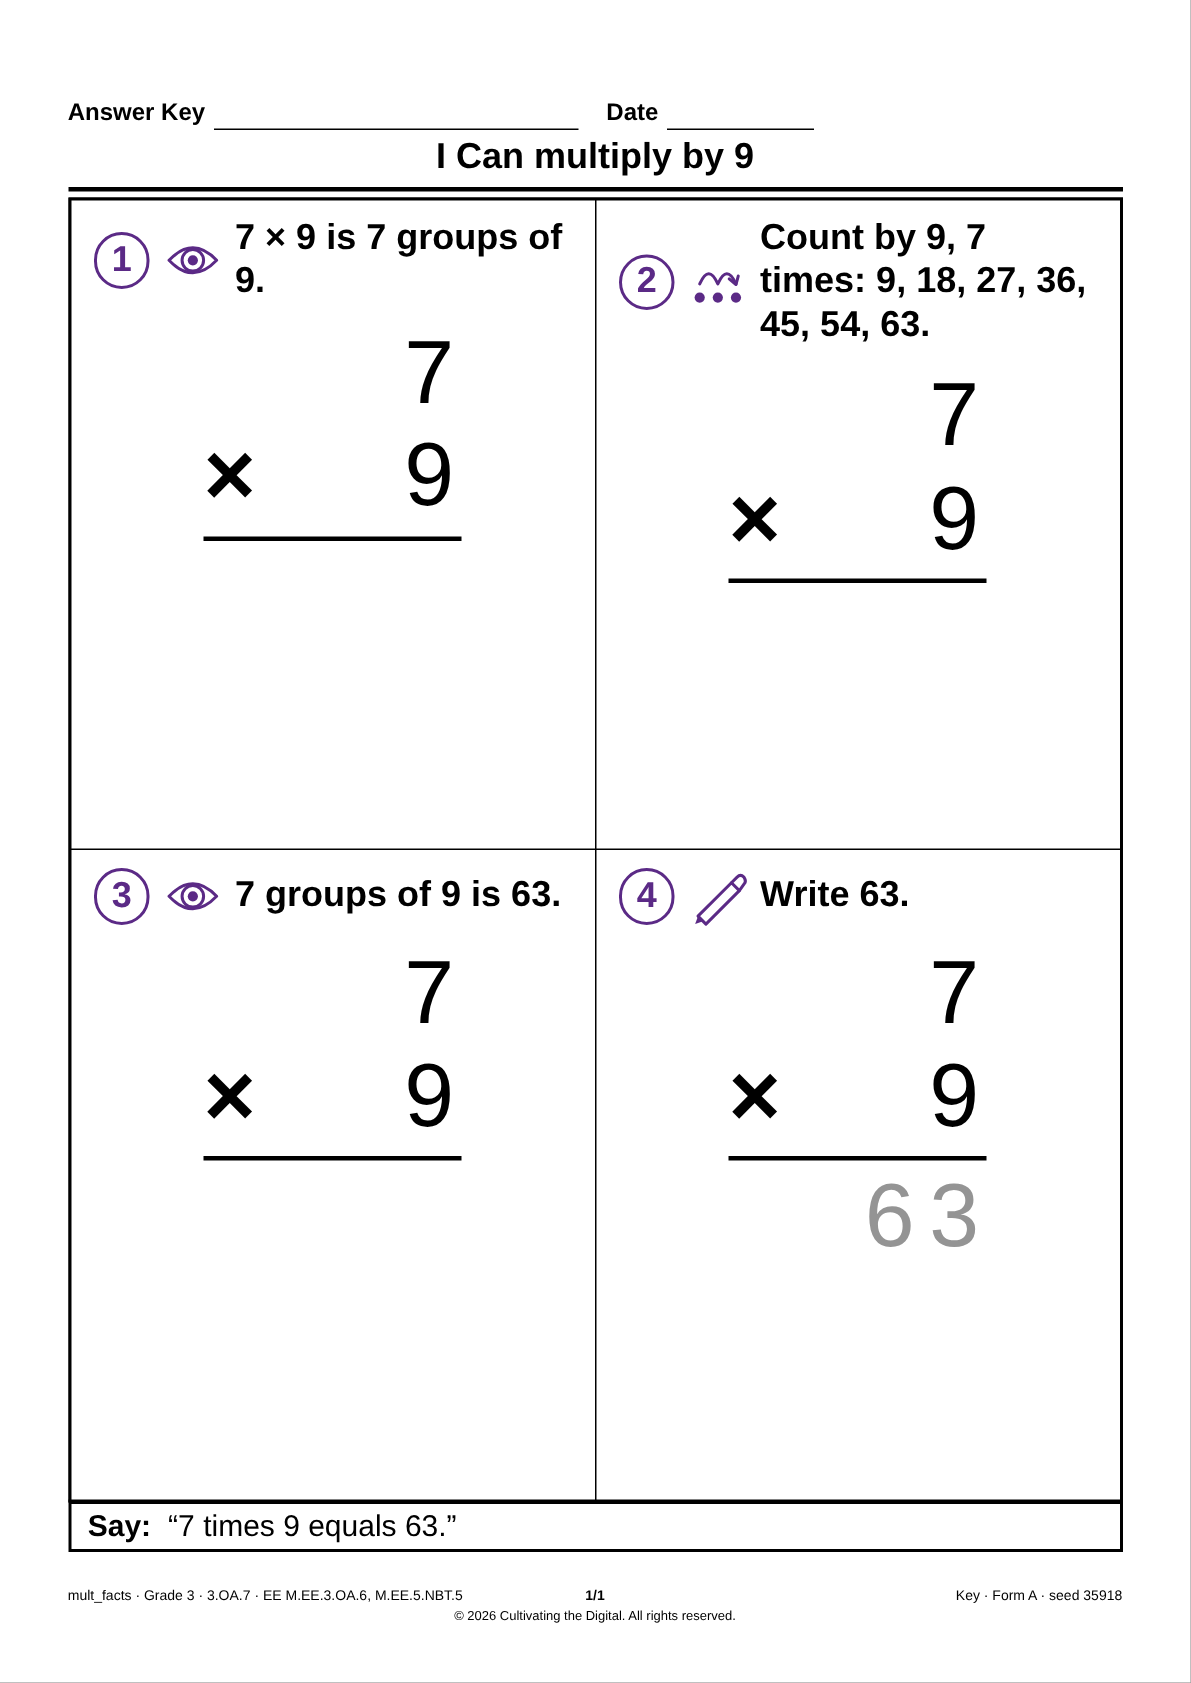 Answer Key Date
I Can multiply by 9
1 7 × 9 is 7 groups of
9.
7
× 9
2 Count by 9, 7
times: 9, 18, 27, 36,
45, 54, 63.
7
× 9
3 7 groups of 9 is 63.
7
× 9
4 Write 63.
7
× 9
63
Say: “7 times 9 equals 63.”
mult_facts · Grade 3 · 3.OA.7 · EE M.EE.3.OA.6, M.EE.5.NBT.5 1/1 Key · Form A · seed 35918
© 2026 Cultivating the Digital. All rights reserved.